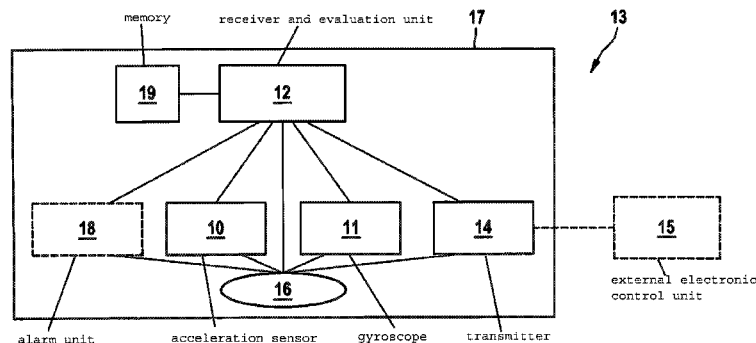 memory
receiver and evaluation unit
17
13
19
12
18
10
11
14
15
16
external electronic
control unit
alarm unit
acceleration sensor
gyroscope
transmitter